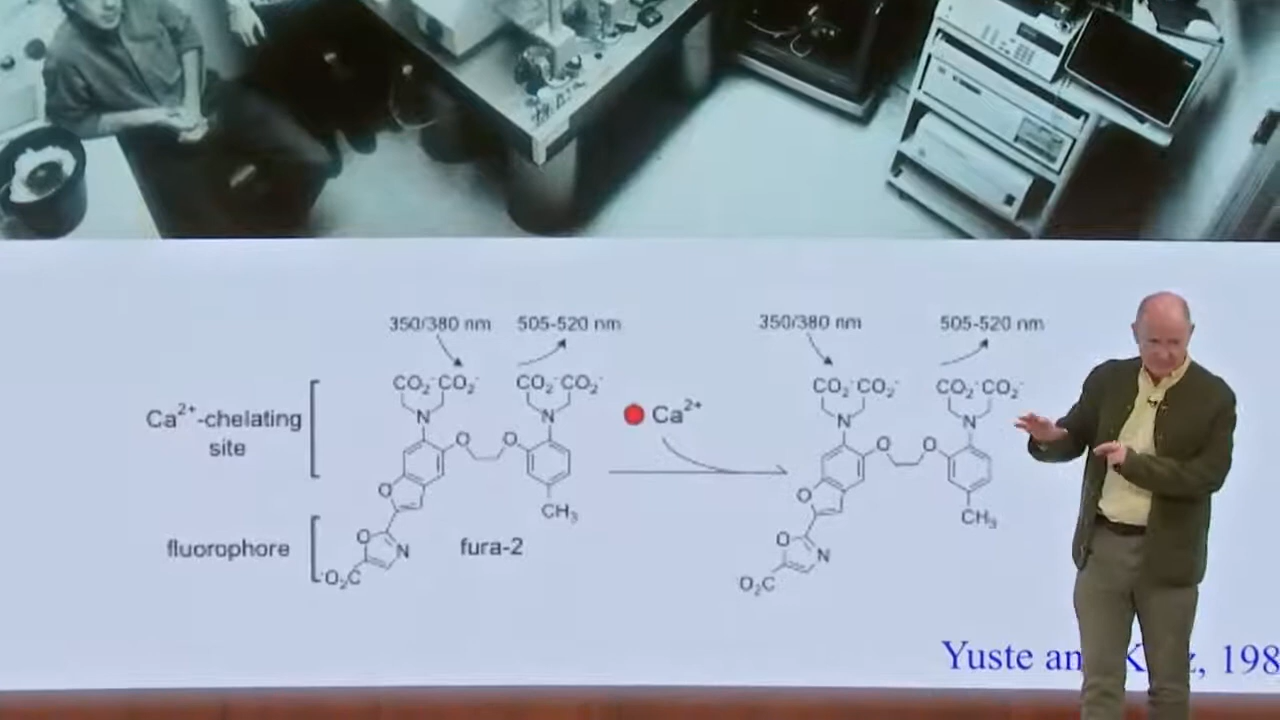 350/380 nm 505-520 nm 350/380 nm 505-520 nm
CO₂⁻ CO₂⁻ CO₂⁻ CO₂⁻ CO₂⁻ CO₂⁻ CO₂⁻ CO₂⁻
Ca²⁺-chelating
site
N N Ca²⁺ N N
O O O O
O O
CH₃ CH₃
fluorophore
O N fura-2 O N
⁻O₂C O₂C
Yuste an K z, 198